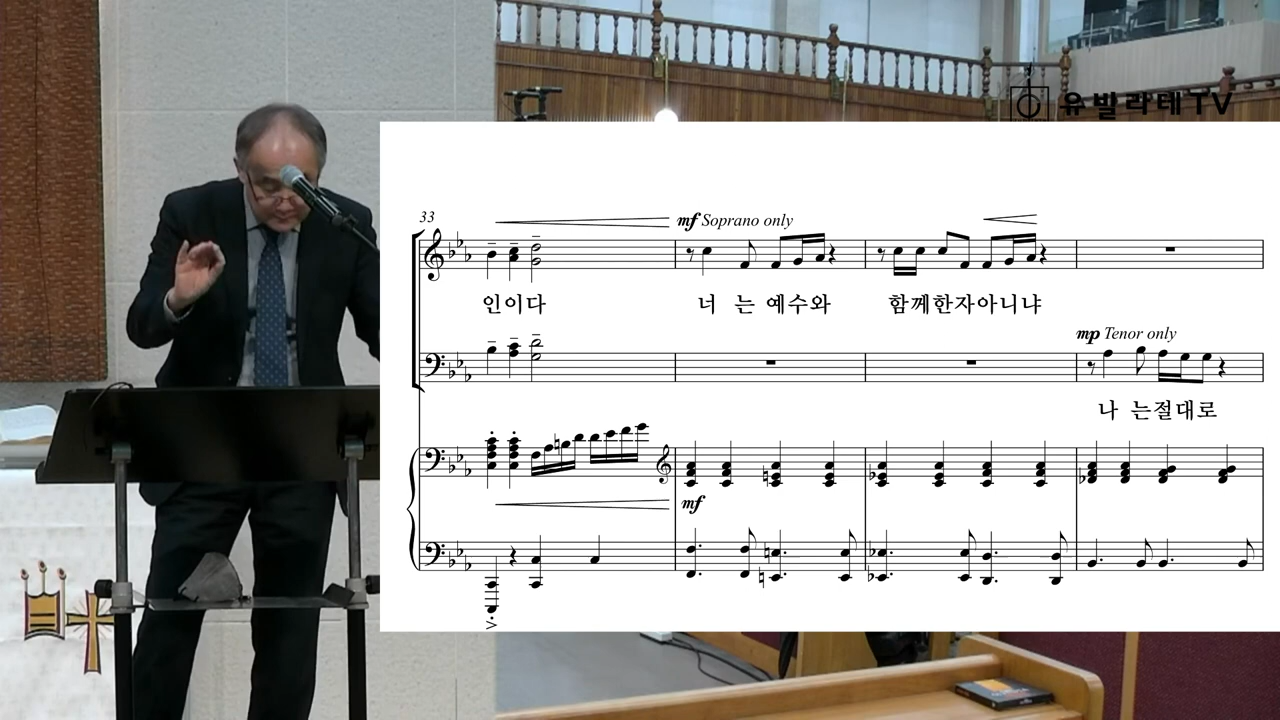 유빌라테TV
33
mf Soprano only
인이다 너 는 예수와 함께한자아니냐
mp Tenor only
나 는절대로
mf